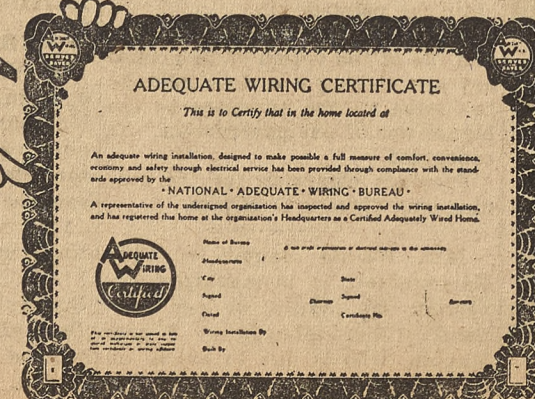 W
DENVER
W
DENVER
ADEQUATE WIRING CERTIFICATE
This is to Certify that in the home located at
An adequate wiring installation, designed to make possible a full measure of comfort, convenience,
economy and safety through electrical service has been provided through compliance with the stand-
ards approved by the
• NATIONAL • ADEQUATE • WIRING • BUREAU •
A representative of the undersigned organization has inspected and approved the wiring installation,
and has registered this home at the organization's Headquarters as a Certified Adequately Wired Home.
Name of Bureau
Headquarters
ADEQUATE
WIRING
Certified
City State
Signed Chairman Signed Secretary
Dated Certificate No.
Wiring Installation By
Built By